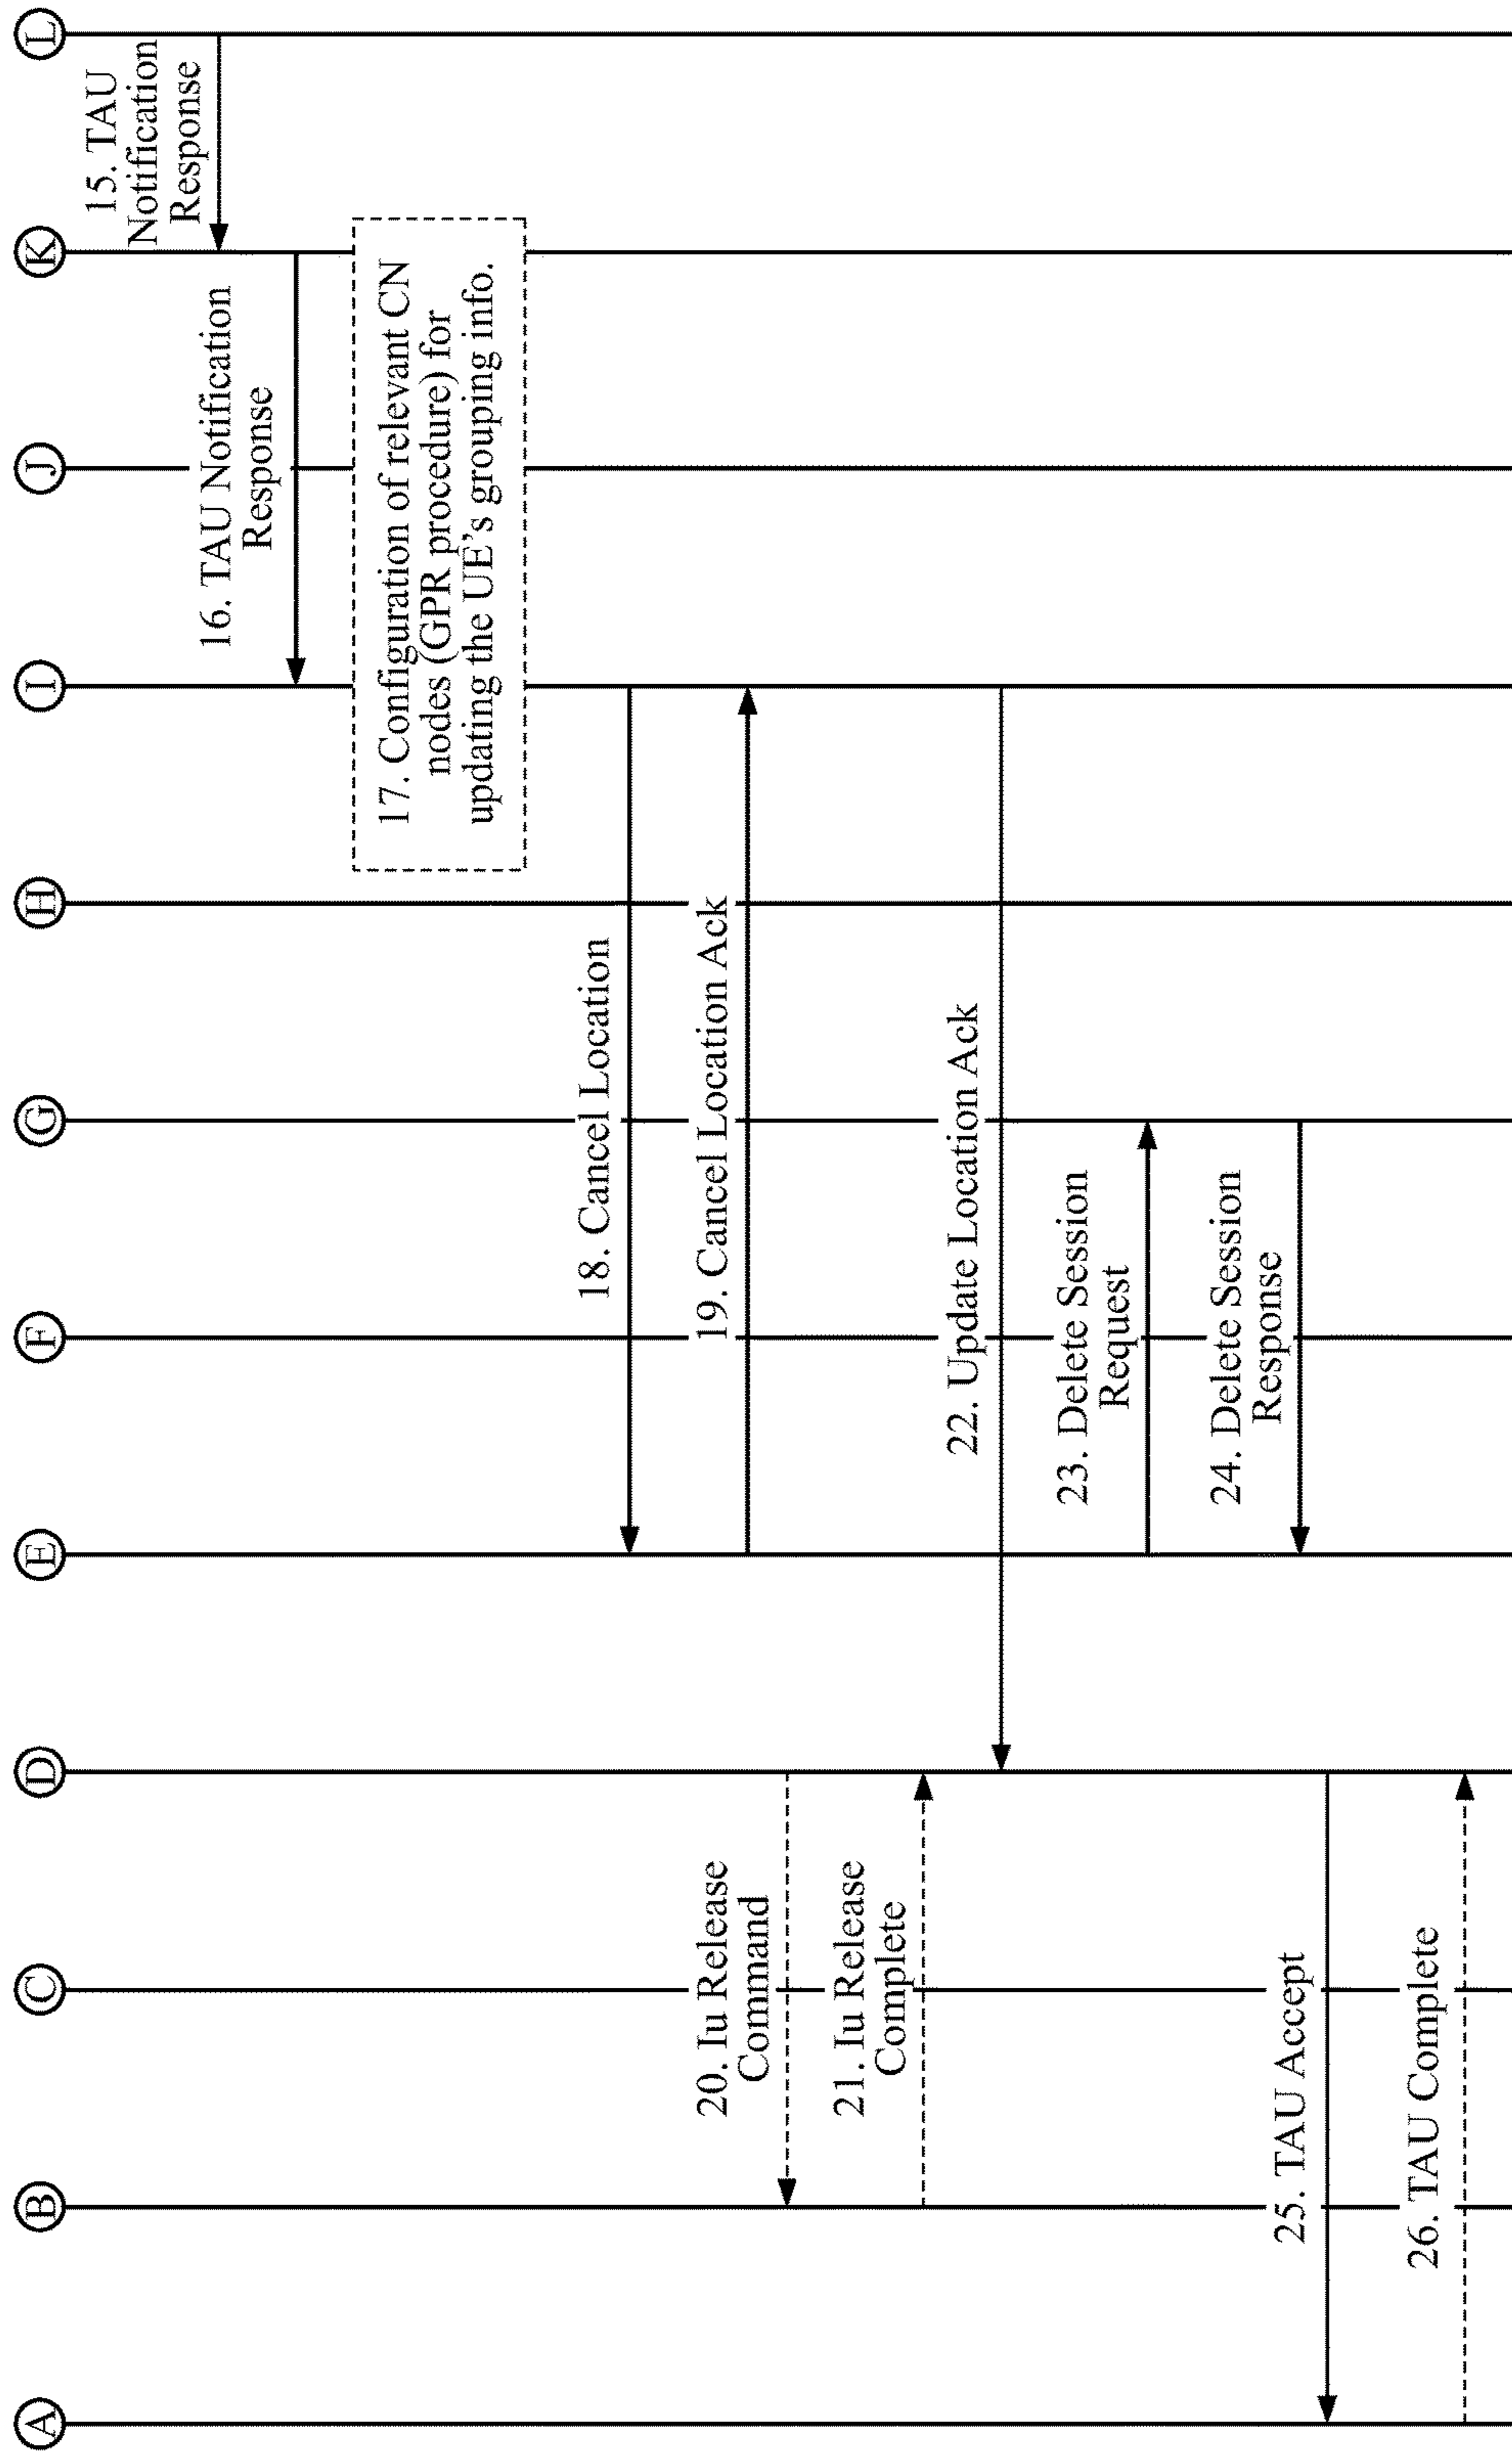 A
B
C
D
E
F
G
H
I
J
K
L
15. TAU
Notification
Response
16. TAU Notification
Response
17. Configuration of relevant CN
nodes (GPR procedure) for
updating the UE's grouping info.
18. Cancel Location
19. Cancel Location Ack
20. Iu Release
Command
21. Iu Release
Complete
22. Update Location Ack
23. Delete Session
Request
24. Delete Session
Response
25. TAU Accept
26. TAU Complete